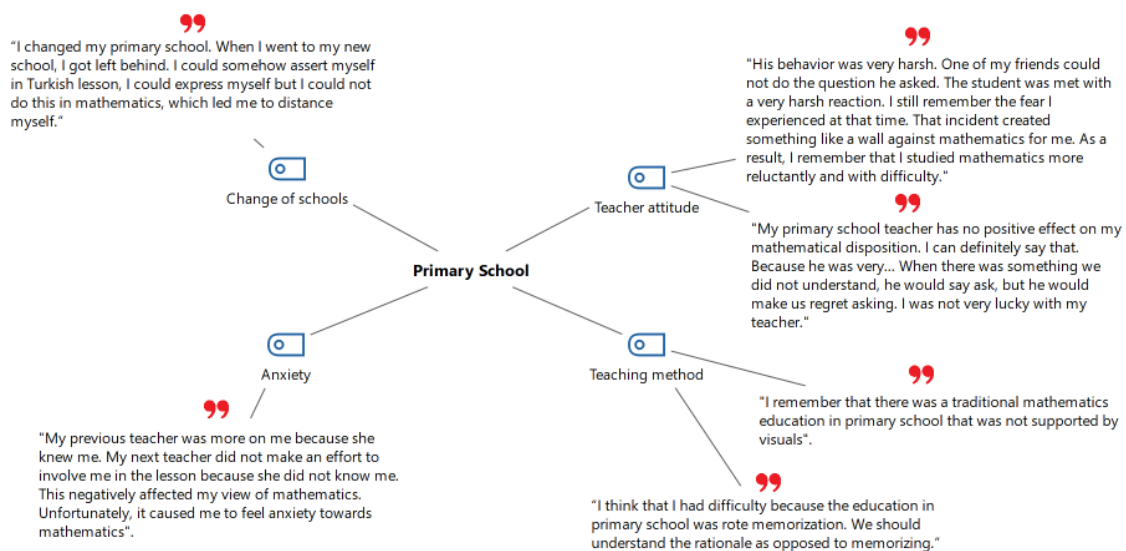 “I changed my primary school. When I went to my new
school, I got left behind. I could somehow assert myself
in Turkish lesson, I could express myself but I could not
do this in mathematics, which led me to distance
myself.“
Change of schools
"His behavior was very harsh. One of my friends could
not do the question he asked. The student was met with
a very harsh reaction. I still remember the fear I
experienced at that time. That incident created
something like a wall against mathematics for me. As a
result, I remember that I studied mathematics more
reluctantly and with difficulty."
Teacher attitude
"My primary school teacher has no positive effect on my
mathematical disposition. I can definitely say that.
Because he was very... When there was something we
did not understand, he would say ask, but he would
make us regret asking. I was not very lucky with my
teacher."
Primary School
Anxiety
"My previous teacher was more on me because she
knew me. My next teacher did not make an effort to
involve me in the lesson because she did not know me.
This negatively affected my view of mathematics.
Unfortunately, it caused me to feel anxiety towards
mathematics".
Teaching method
"I remember that there was a traditional mathematics
education in primary school that was not supported by
visuals".
“I think that I had difficulty because the education in
primary school was rote memorization. We should
understand the rationale as opposed to memorizing.”